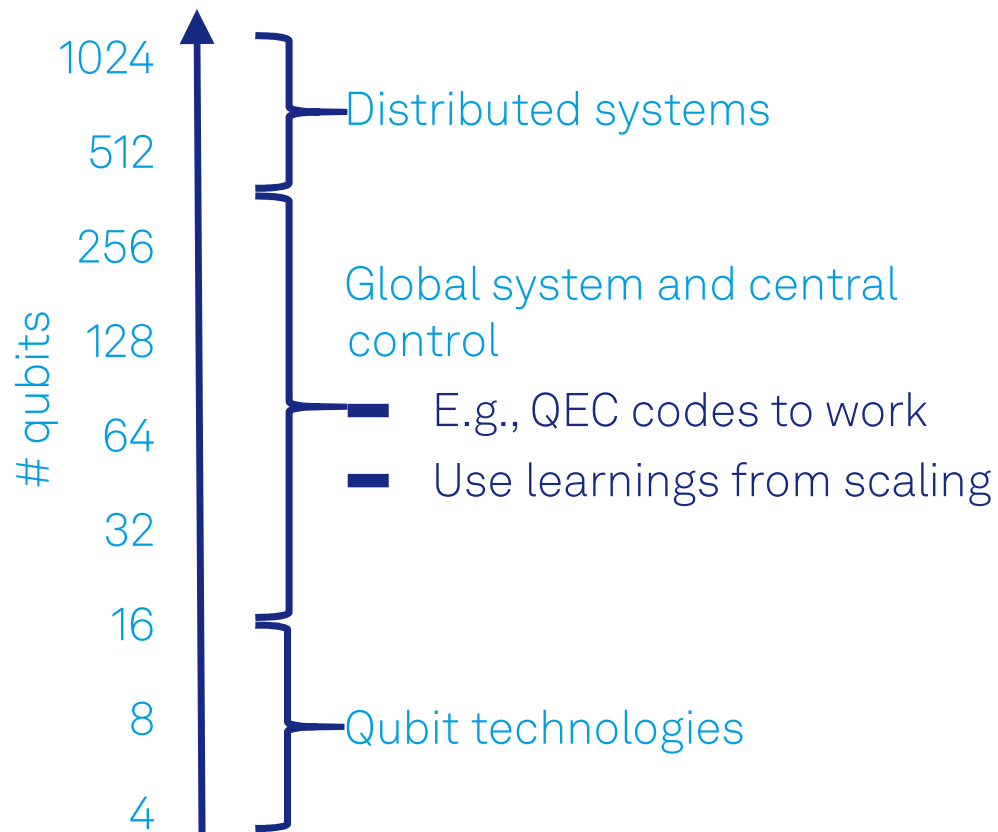 1024
Distributed systems
512
256
Global system and central
control
128
# qubits
E.g., QEC codes to work
64
Use learnings from scaling
32
16
8
Qubit technologies
4